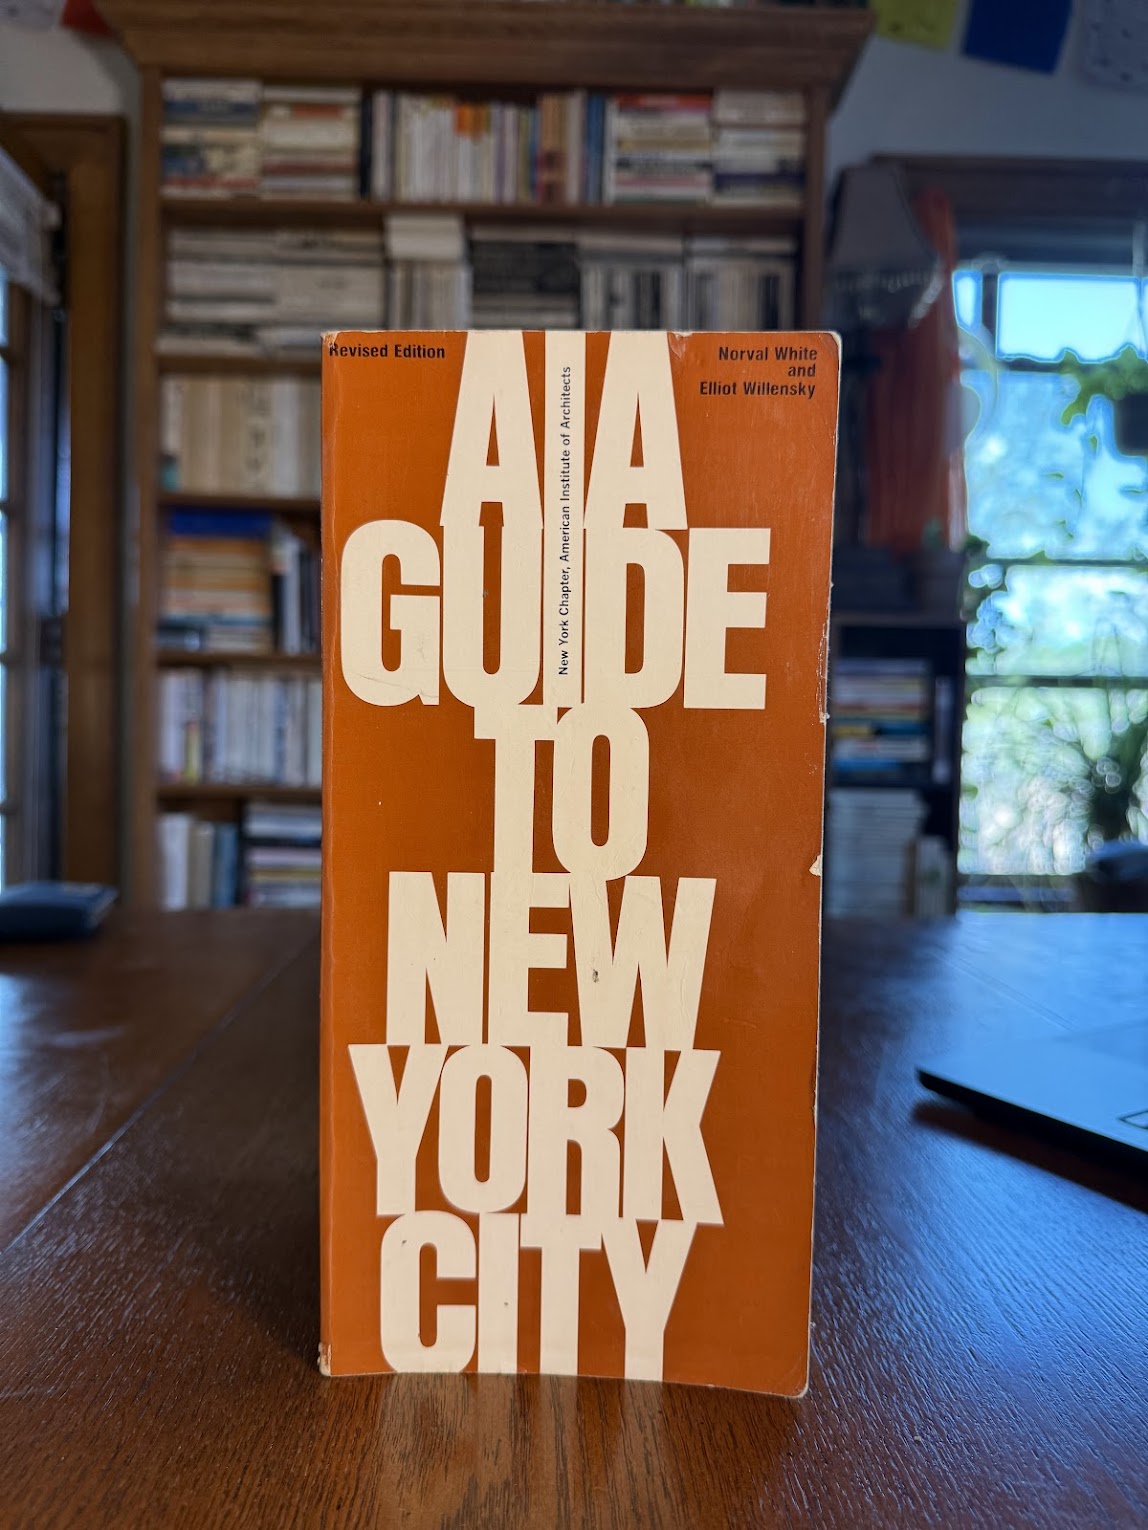 Revised Edition
Norval White
and
Elliot Willensky
AIA
New York Chapter, American Institute of Architects
GUIDE
TO
NEW
YORK
CITY